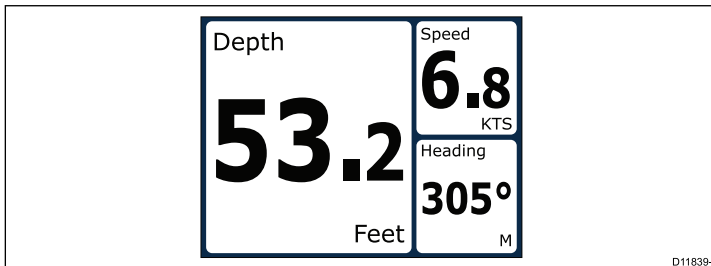 Depth
53.2
Feet
Speed
6.8
KTS
Heading
305°
M
D11839-